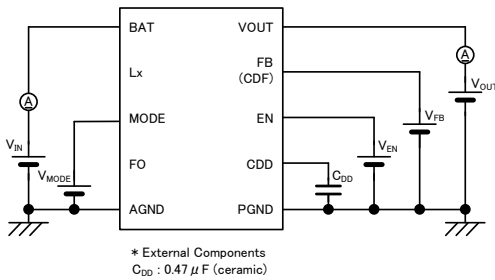 BAT VOUT
Lx FB
(CDF)
MODE EN
FO CDD
AGND PGND
A
A
VIN
VMODE
CDD
VEN
VFB
VOUT
* External Components
CDD : 0.47 μF (ceramic)